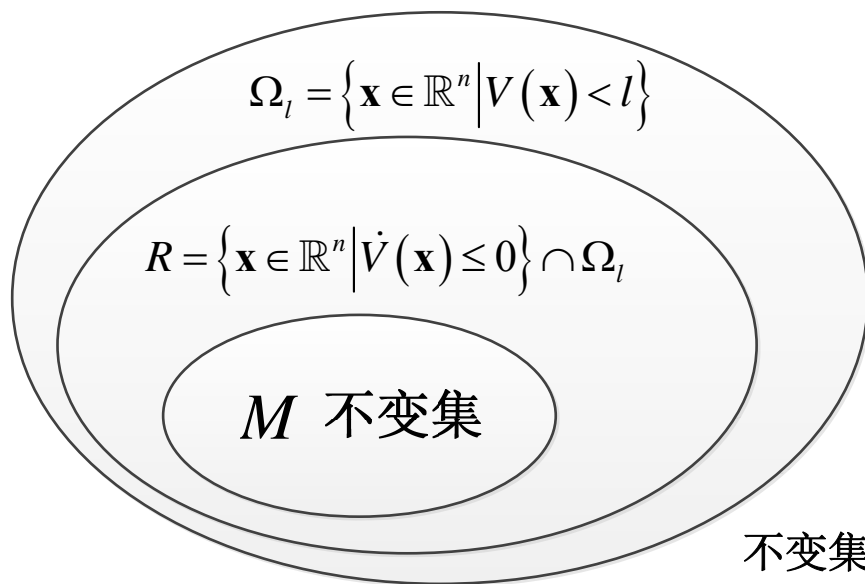 Ω_l = {x ∈ ℝ^n | V(x) < l}
R = {x ∈ ℝ^n | V̇(x) ≤ 0} ∩ Ω_l
M 不变集
不变集